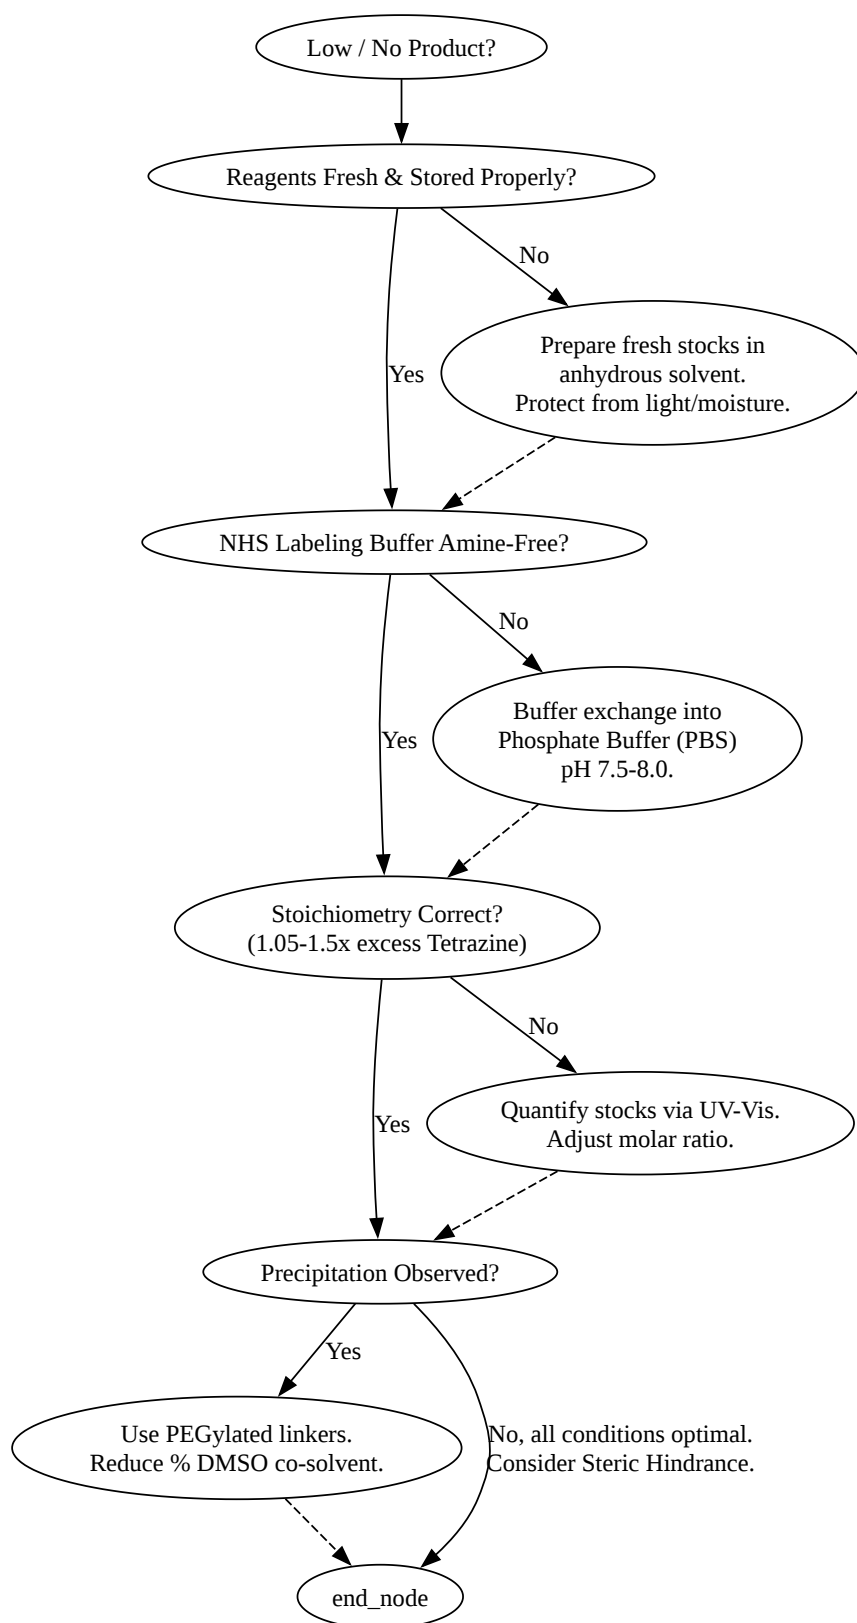 Low / No Product?
Reagents Fresh & Stored Properly?
No
Prepare fresh stocks in
anhydrous solvent.
Protect from light/moisture.
Yes
NHS Labeling Buffer Amine-Free?
No
Buffer exchange into
Phosphate Buffer (PBS)
pH 7.5-8.0.
Yes
Stoichiometry Correct?
(1.05-1.5x excess Tetrazine)
No
Quantify stocks via UV-Vis.
Adjust molar ratio.
Yes
Precipitation Observed?
Yes
Use PEGylated linkers.
Reduce % DMSO co-solvent.
No, all conditions optimal.
Consider Steric Hindrance.
end_node